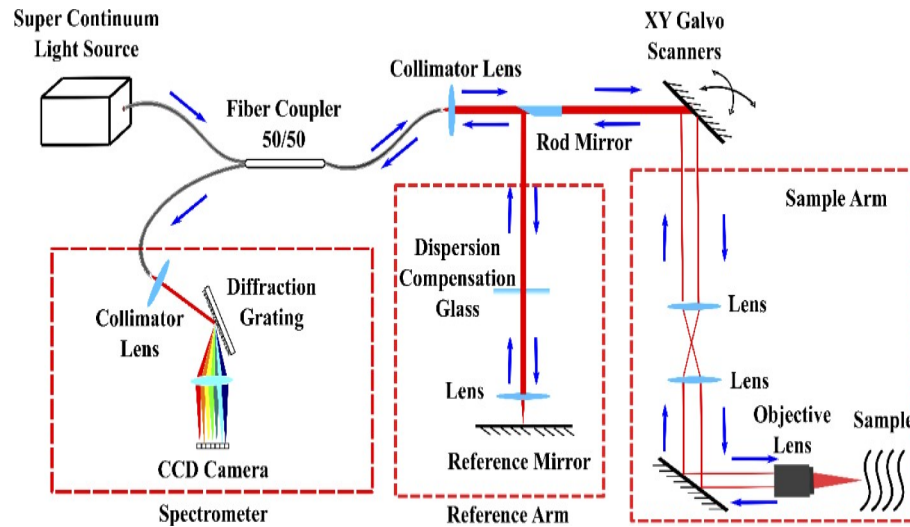 Super Continuum
Light Source
Fiber Coupler
50/50
Collimator Lens
Rod Mirror
XY Galvo
Scanners
Sample Arm
Lens
Lens
Objective
Lens
Sample
Dispersion
Compensation
Glass
Lens
Reference Mirror
Reference Arm
Collimator
Lens
Diffraction
Grating
CCD Camera
Spectrometer